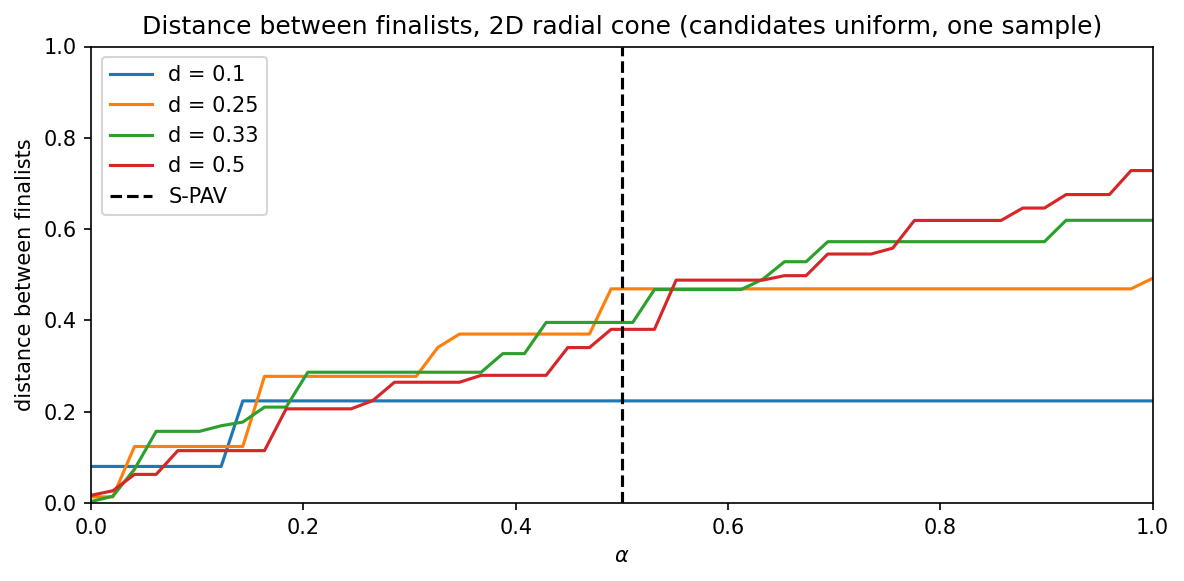 Distance between finalists, 2D radial cone (candidates uniform, one sample)
1.0
0.8
0.6
0.4
0.2
0.0
distance between finalists
d = 0.1
d = 0.25
d = 0.33
d = 0.5
S-PAV
0.0 0.2 0.4 0.6 0.8 1.0
α